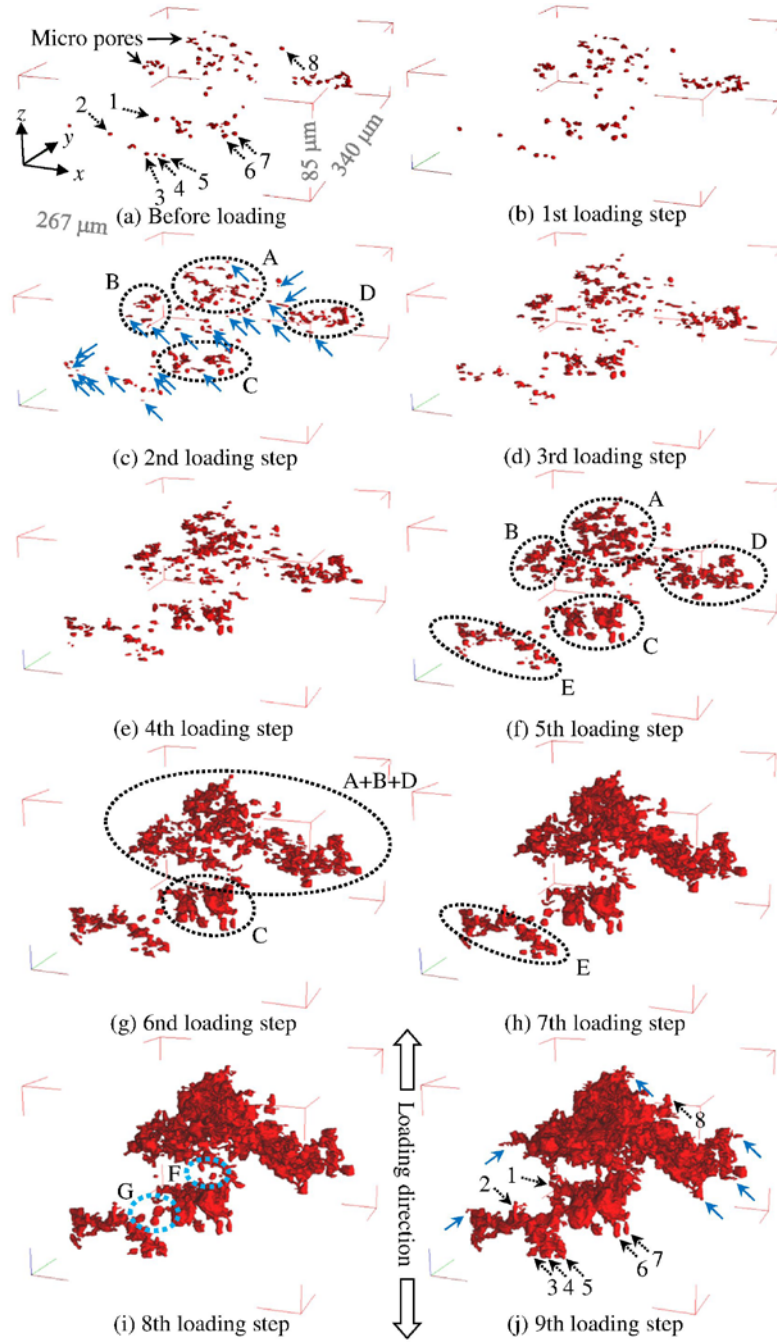 Micro pores
8
2
1
z
y
x
3
4
5
6
7
85 μm
340 μm
267 μm
(a) Before loading
(b) 1st loading step
A
B
D
C
(c) 2nd loading step
(d) 3rd loading step
(e) 4th loading step
A
B
D
C
E
(f) 5th loading step
A+B+D
C
(g) 6nd loading step
E
(h) 7th loading step
Loading direction
F
G
(i) 8th loading step
8
1
2
3
4
5
6
7
(j) 9th loading step